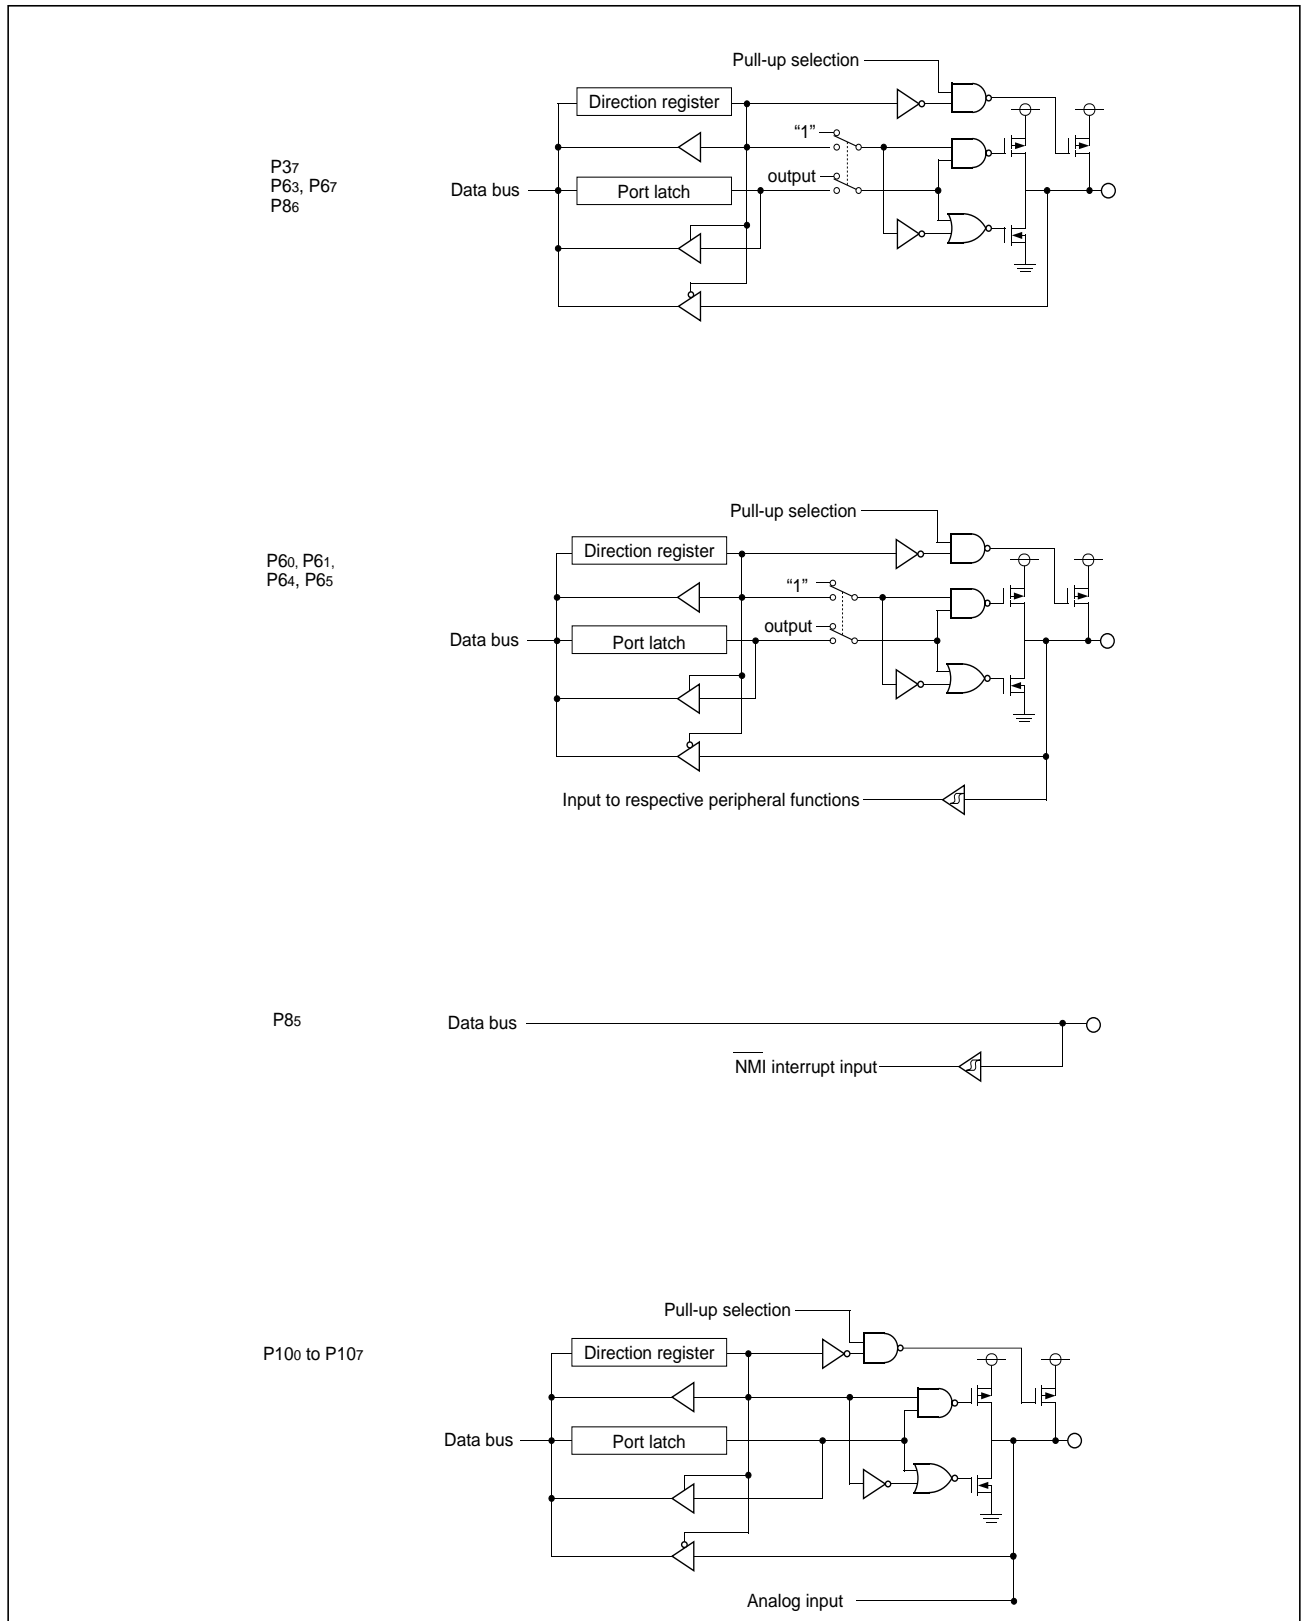 Pull-up selection
Direction register
“1”
P37
P63, P67
P86
Data bus
Port latch
output
Pull-up selection
Direction register
P60, P61,
P64, P65
“1”
output
Data bus
Port latch
Input to respective peripheral functions
P85
Data bus
NMI interrupt input
Pull-up selection
P100 to P107
Direction register
Data bus
Port latch
Analog input